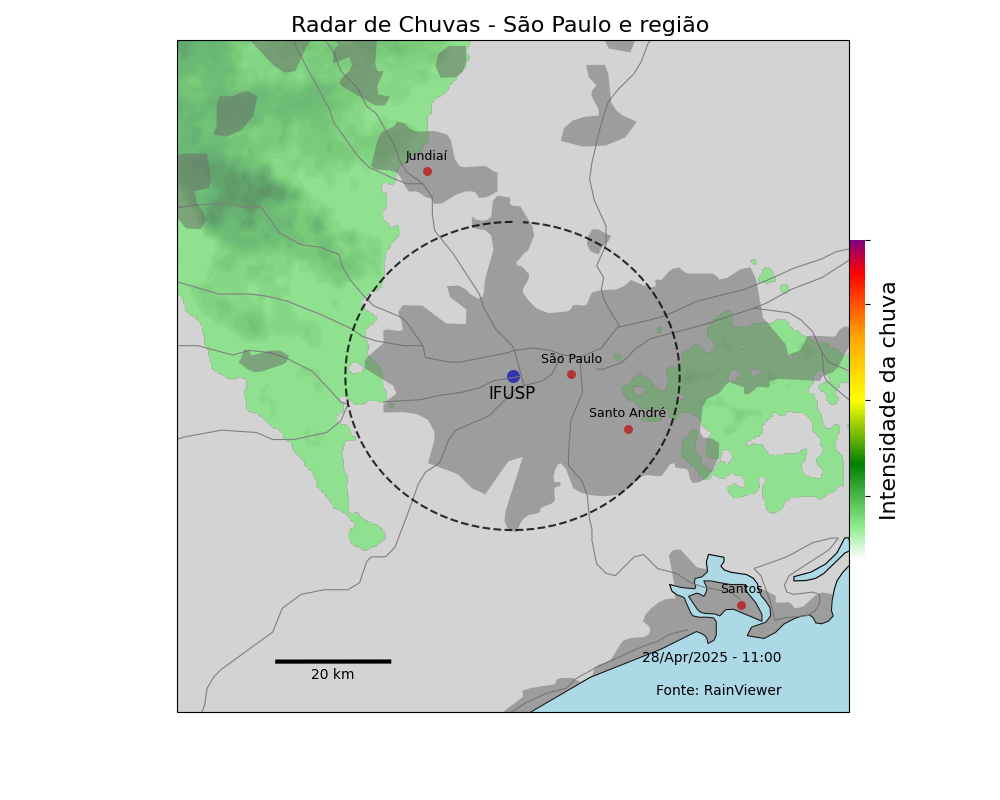 Radar de Chuvas - São Paulo e região
Jundiaí
São Paulo
IFUSP
Santo André
Intensidade da chuva
Santos
28/Apr/2025 - 11:00
20 km
Fonte: RainViewer